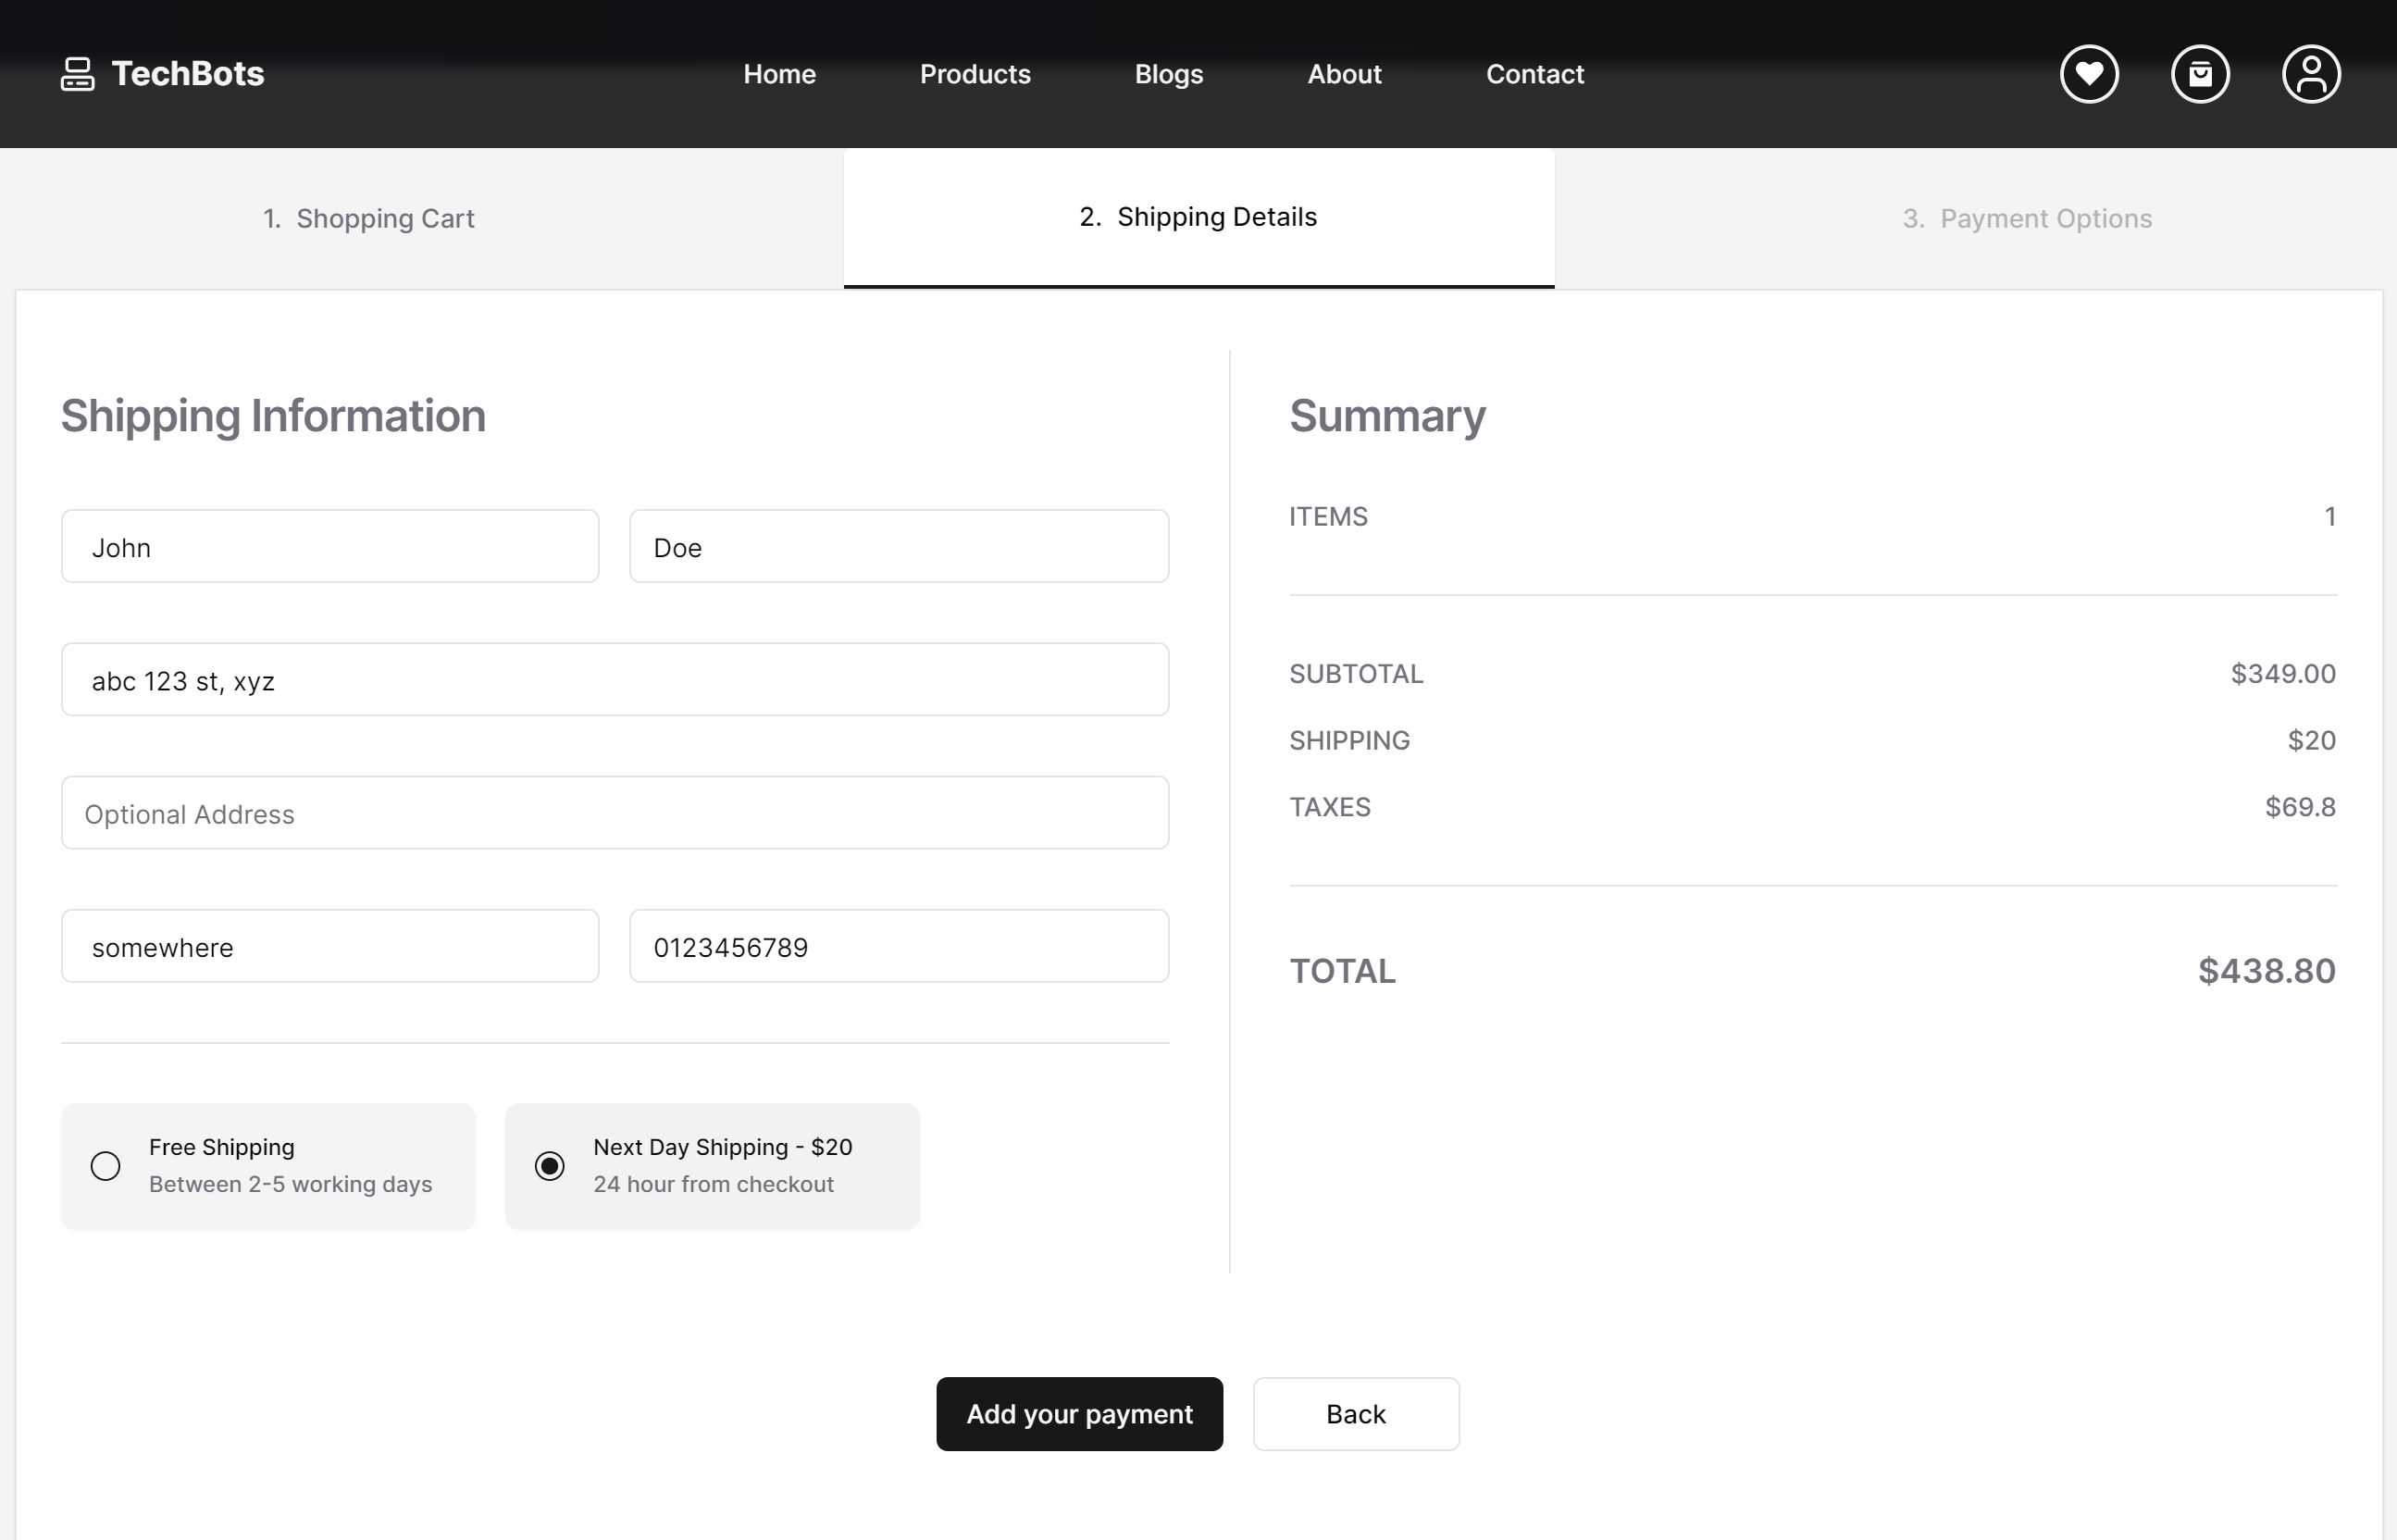 TechBots
Home Products Blogs About Contact
1. Shopping Cart
2. Shipping Details
3. Payment Options
Shipping Information
John
Doe
abc 123 st, xyz
Optional Address
somewhere
0123456789
Free Shipping
Between 2-5 working days
Next Day Shipping - $20
24 hour from checkout
Summary
ITEMS 1
SUBTOTAL $349.00
SHIPPING $20
TAXES $69.8
TOTAL $438.80
Add your payment
Back